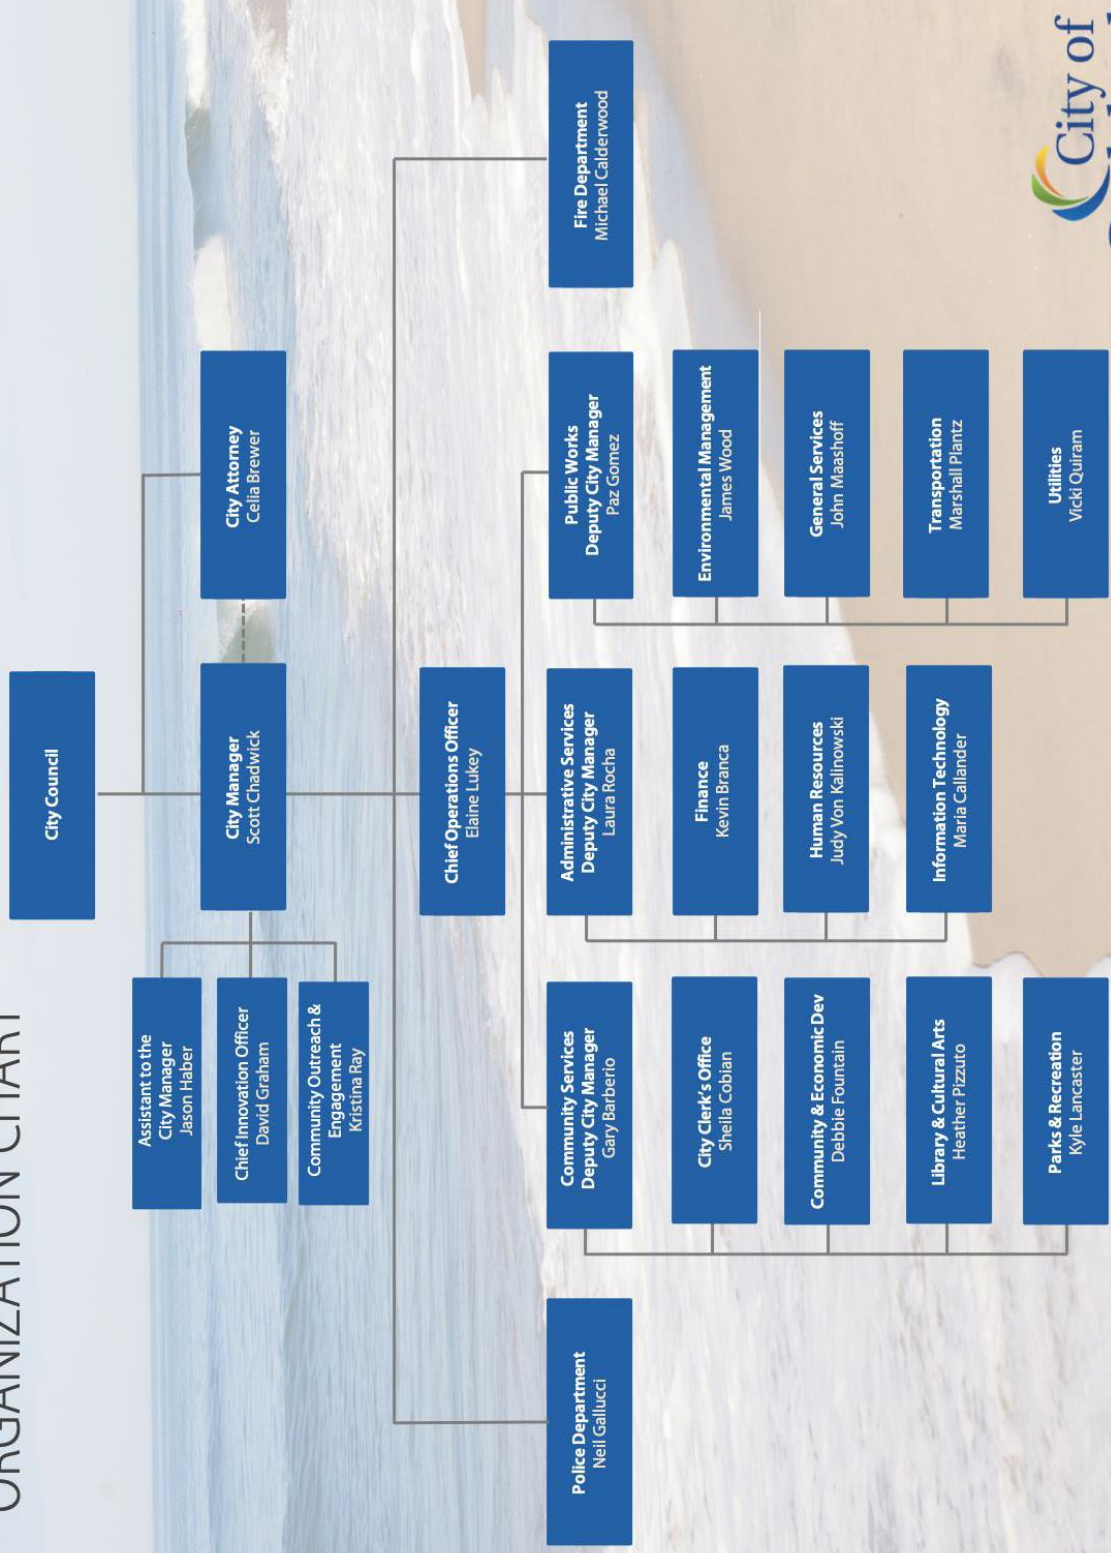 ORGANIZATION CHART
City Council
City Manager
Scott Chadwick
City Attorney
Celia Brewer
Assistant to the
City Manager
Jason Haber
Chief Innovation Officer
David Graham
Community Outreach &
Engagement
Kristina Ray
Chief Operations Officer
Elaine Lukey
Police Department
Neil Gallucci
Community Services
Deputy City Manager
Gary Barberio
City Clerk's Office
Sheila Cobian
Community & Economic Dev
Debbie Fountain
Library & Cultural Arts
Heather Pizzuto
Parks & Recreation
Kyle Lancaster
Administrative Services
Deputy City Manager
Laura Rocha
Finance
Kevin Branca
Human Resources
Judy Von Kalinowski
Information Technology
Maria Callander
Public Works
Deputy City Manager
Paz Gomez
Environmental Management
James Wood
General Services
John Maashoff
Transportation
Marshall Plantz
Utilities
Vicki Quiram
Fire Department
Michael Calderwood
City of